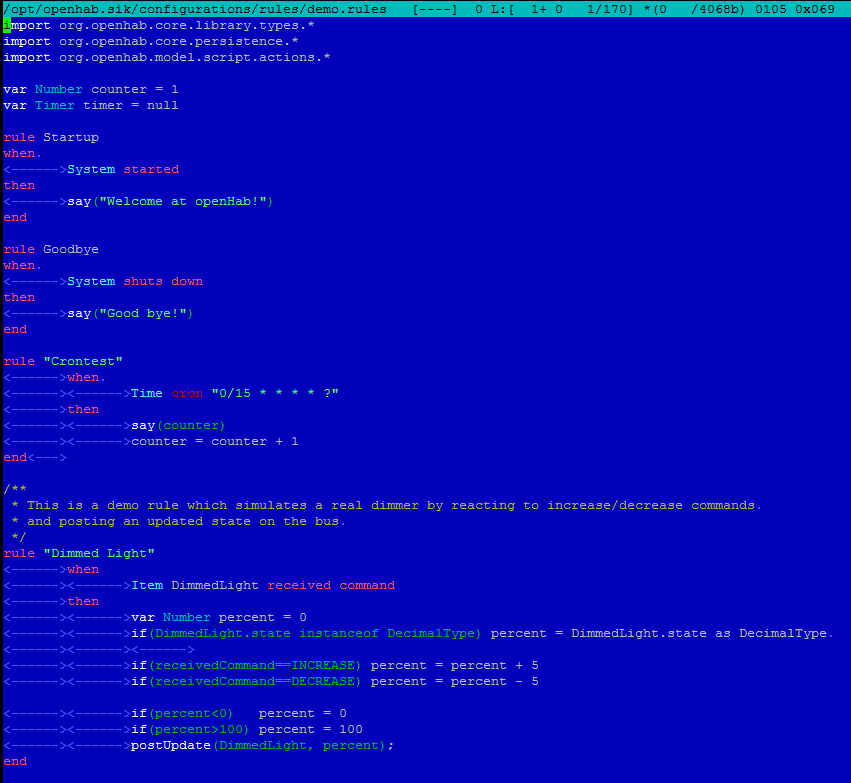 /opt/openhab.sik/configurations/rules/demo.rules   [----]  0 L:[  1+ 0   1/170] *(0   /4068b) 0105 0x069
import org.openhab.core.library.types.*
import org.openhab.core.persistence.*
import org.openhab.model.script.actions.*

var Number counter = 1
var Timer timer = null

rule Startup
when.
<------>System started
then
<------>say("Welcome at openHab!")
end

rule Goodbye
when.
<------>System shuts down
then
<------>say("Good bye!")
end

rule "Crontest"
<------>when.
<------><------>Time cron "0/15 * * * * ?"
<------>then
<------><------>say(counter)
<------><------>counter = counter + 1
end<--->

/**
 * This is a demo rule which simulates a real dimmer by reacting to increase/decrease commands.
 * and posting an updated state on the bus.
 */
rule "Dimmed Light"
<------>when
<------><------>Item DimmedLight received command
<------>then
<------><------>var Number percent = 0
<------><------>if(DimmedLight.state instanceof DecimalType) percent = DimmedLight.state as DecimalType.
<------><------><------>
<------><------>if(receivedCommand==INCREASE) percent = percent + 5
<------><------>if(receivedCommand==DECREASE) percent = percent - 5

<------><------>if(percent<0)   percent = 0
<------><------>if(percent>100) percent = 100
<------><------>postUpdate(DimmedLight, percent);
end